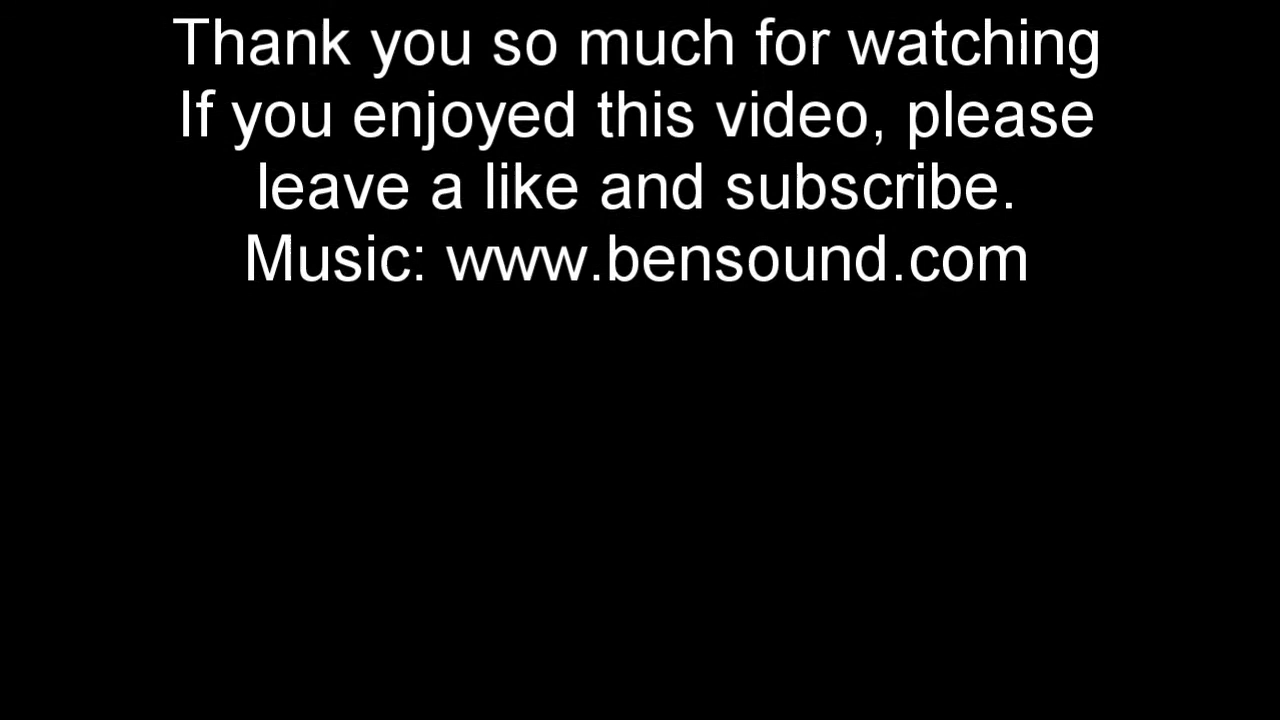 Thank you so much for watching
If you enjoyed this video, please
leave a like and subscribe.
Music: www.bensound.com